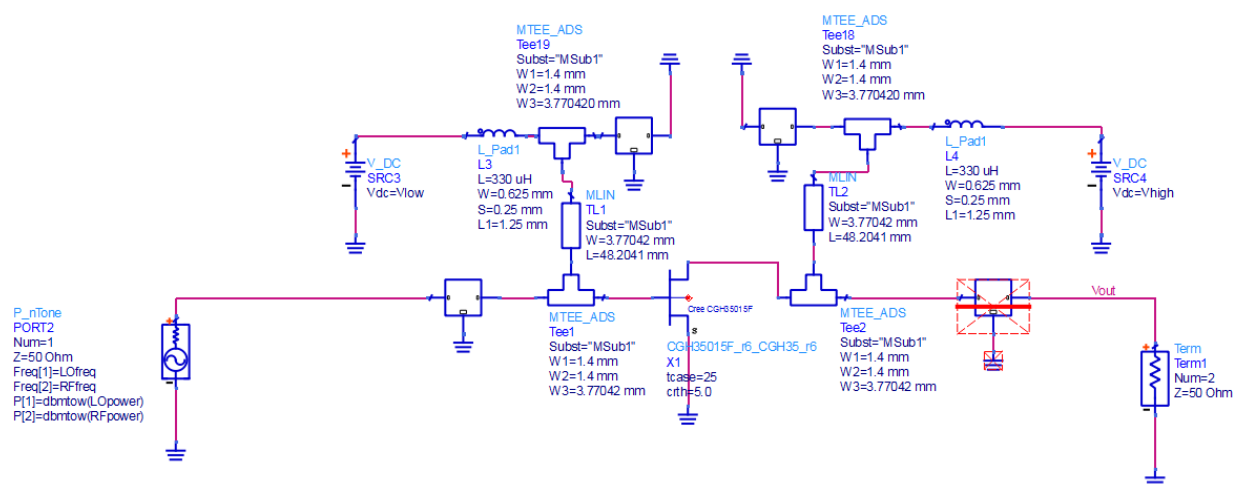 MTEE_ADS
Tee19
Subst="MSub1"
W1=1.4 mm
W2=1.4 mm
W3=3.770420 mm
MTEE_ADS
Tee18
Subst="MSub1"
W1=1.4 mm
W2=1.4 mm
W3=3.770420 mm
V_DC
SRC3
Vdc=Vlow
L_Pad1
L3
L=330 uH
W=0.625 mm
S=0.25 mm
L1=1.25 mm
MLIN
TL1
Subst="MSub1"
W=3.77042 mm
L=48.2041 mm
MLIN
TL2
Subst="MSub1"
W=3.77042 mm
L=48.2041 mm
L_Pad1
L4
L=330 uH
W=0.625 mm
S=0.25 mm
L1=1.25 mm
V_DC
SRC4
Vdc=Vhigh
P_nTone
PORT2
Num=1
Z=50 Ohm
Freq[1]=LOfreq
Freq[2]=RFfreq
P[1]=dbmtow(LOpower)
P[2]=dbmtow(RFpower)
MTEE_ADS
Tee1
Subst="MSub1"
W1=1.4 mm
W2=1.4 mm
W3=3.77042 mm
Cree CGH35015F
S
CGH35015F_r6_CGH35_r6
X1
tcase=25
crth=5.0
MTEE_ADS
Tee2
Subst="MSub1"
W1=1.4 mm
W2=1.4 mm
W3=3.77042 mm
Vout
Term
Term1
Num=2
Z=50 Ohm